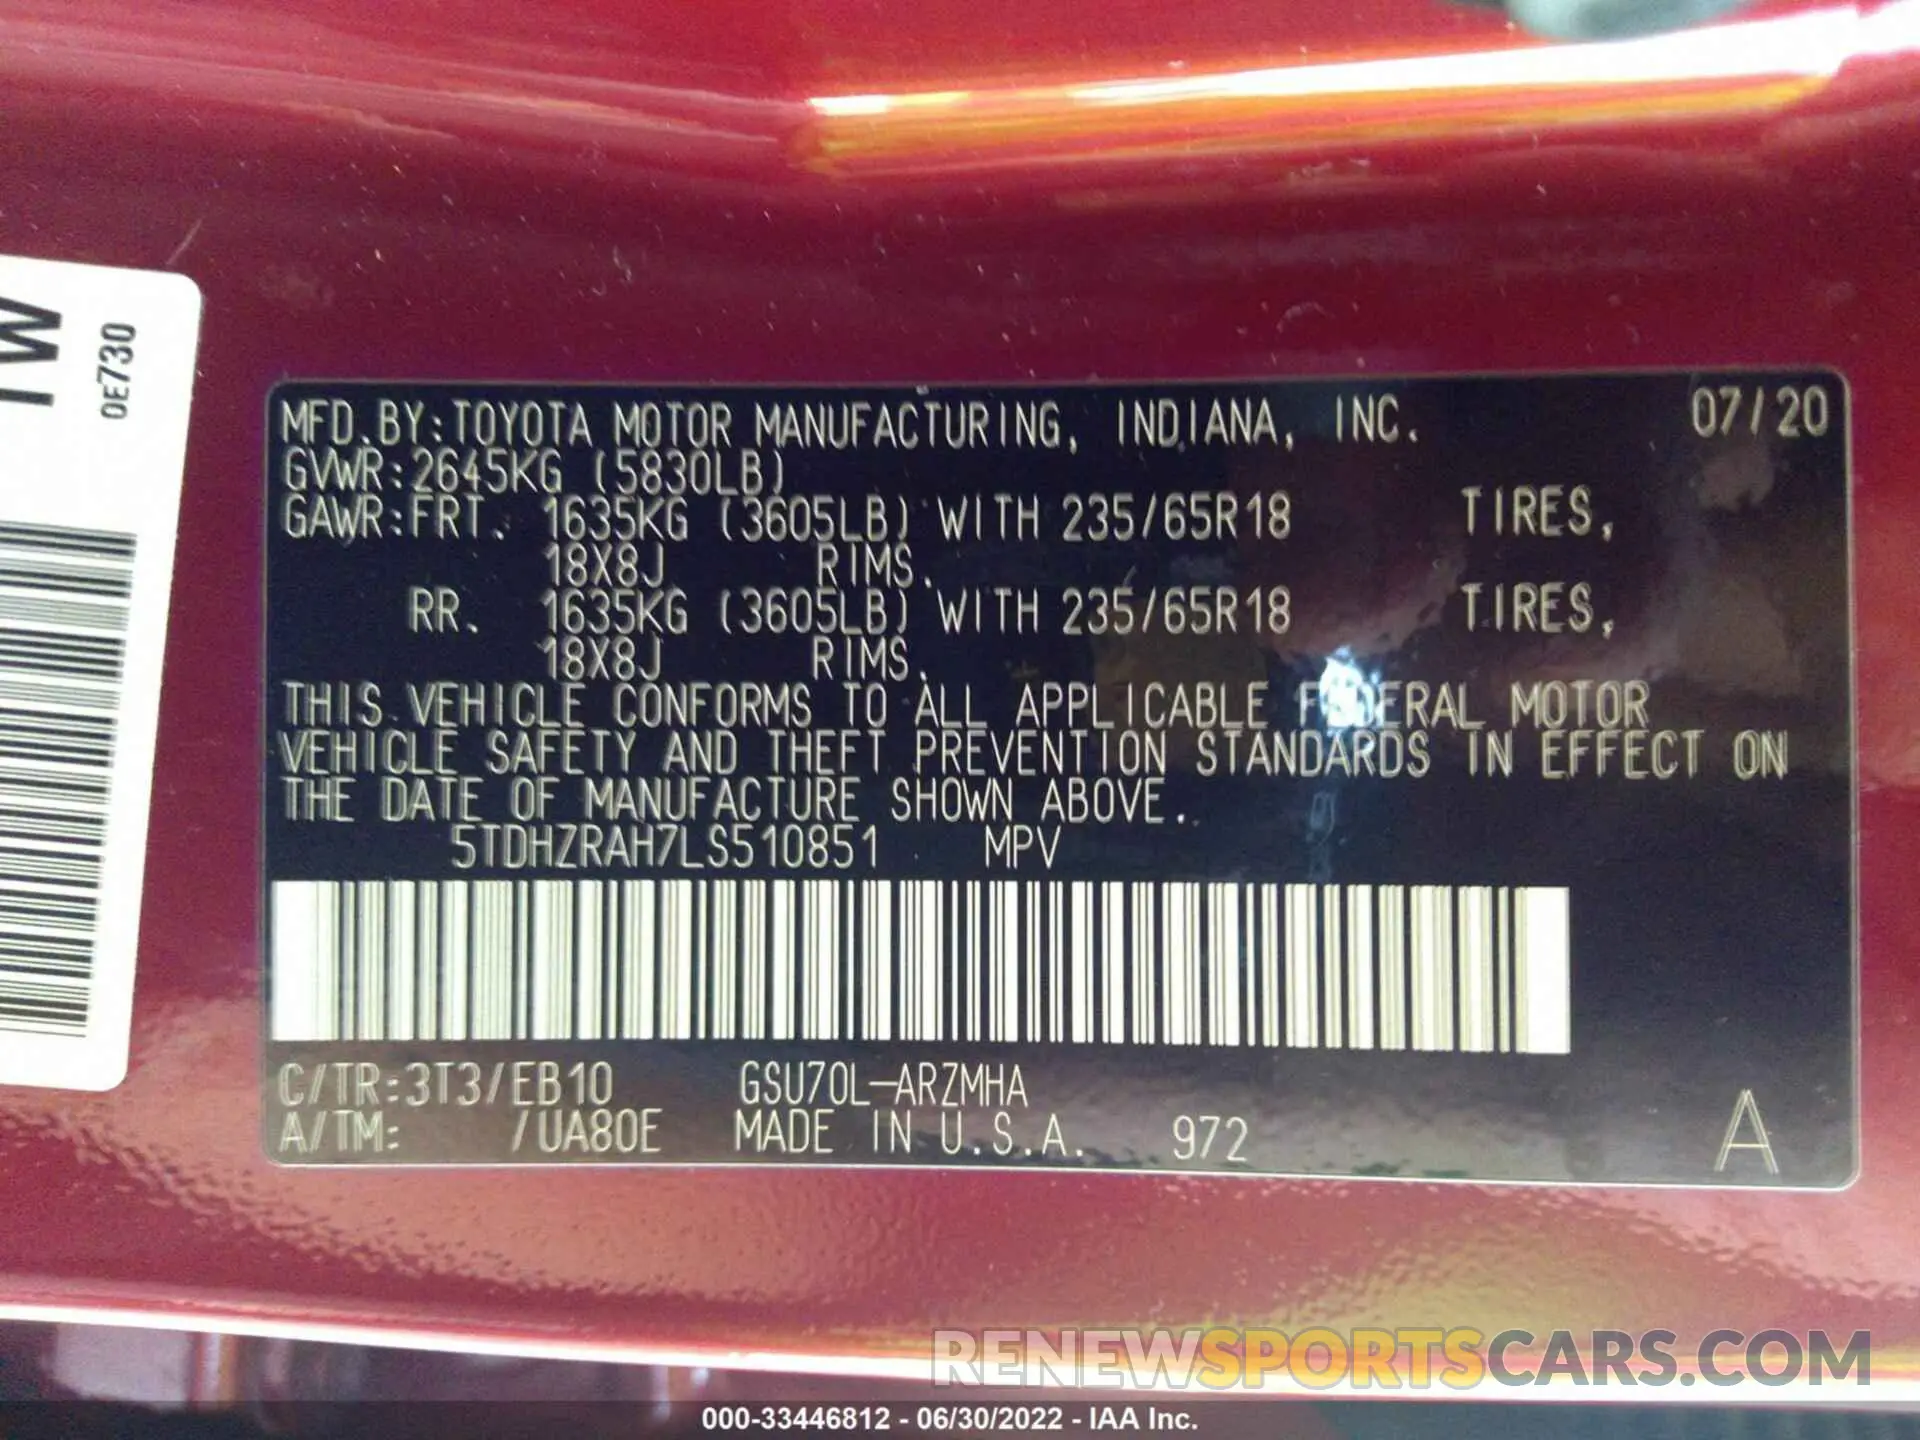 TW
0E730
MFD.BY:TOYOTA MOTOR MANUFACTURING, INDIANA, INC. 07/20
GVWR:2645KG (5830LB)
GAWR:FRT. 1635KG (3605LB) WITH 235/65R18 TIRES,
18X8J RIMS.
RR. 1635KG (3605LB) WITH 235/65R18 TIRES,
18X8J RIMS.
THIS VEHICLE CONFORMS TO ALL APPLICABLE FEDERAL MOTOR
VEHICLE SAFETY AND THEFT PREVENTION STANDARDS IN EFFECT ON
THE DATE OF MANUFACTURE SHOWN ABOVE.
5TDHZRAH7LS510851 MPV
C/TR:3T3/EB10 GSU70L-ARZMHA
A/TM: /UA80E MADE IN U.S.A. 972 A
RENEWSPORTSCARS.COM
000-33446812 - 06/30/2022 - IAA Inc.